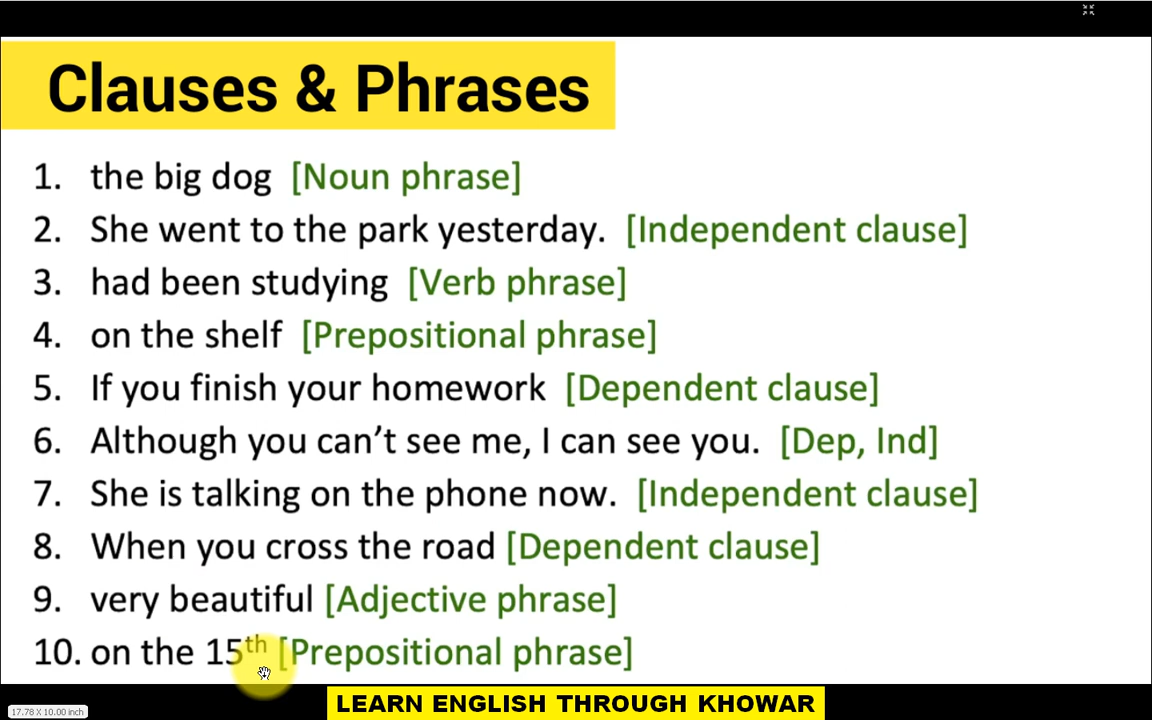 Clauses & Phrases
1. the big dog [Noun phrase]
2. She went to the park yesterday. [Independent clause]
3. had been studying [Verb phrase]
4. on the shelf [Prepositional phrase]
5. If you finish your homework [Dependent clause]
6. Although you can’t see me, I can see you. [Dep, Ind]
7. She is talking on the phone now. [Independent clause]
8. When you cross the road [Dependent clause]
9. very beautiful [Adjective phrase]
10. on the 15th [Prepositional phrase]
LEARN ENGLISH THROUGH KHOWAR
17.78 X 10.00 inch